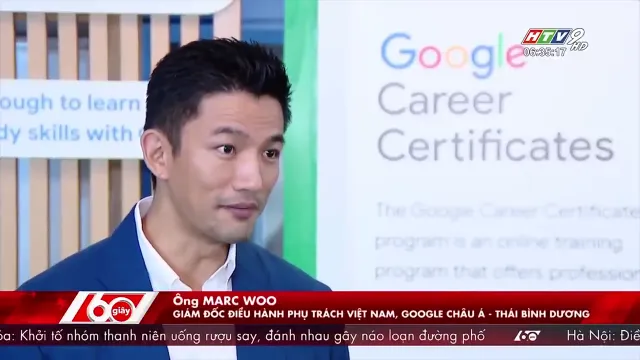 HTV9 HD
06:35:17
ough to learn
dy skills with
Google
Career
Certificates
The Google Career Certificate
program is an online training
program that offers profession
60 giây
Ông MARC WOO
GIÁM ĐỐC ĐIỀU HÀNH PHỤ TRÁCH VIỆT NAM, GOOGLE CHÂU Á - THÁI BÌNH DƯƠNG
óa: Khởi tố nhóm thanh niên uống rượu say, đánh nhau gây náo loạn đường phố 60 Hà Nội: Điề